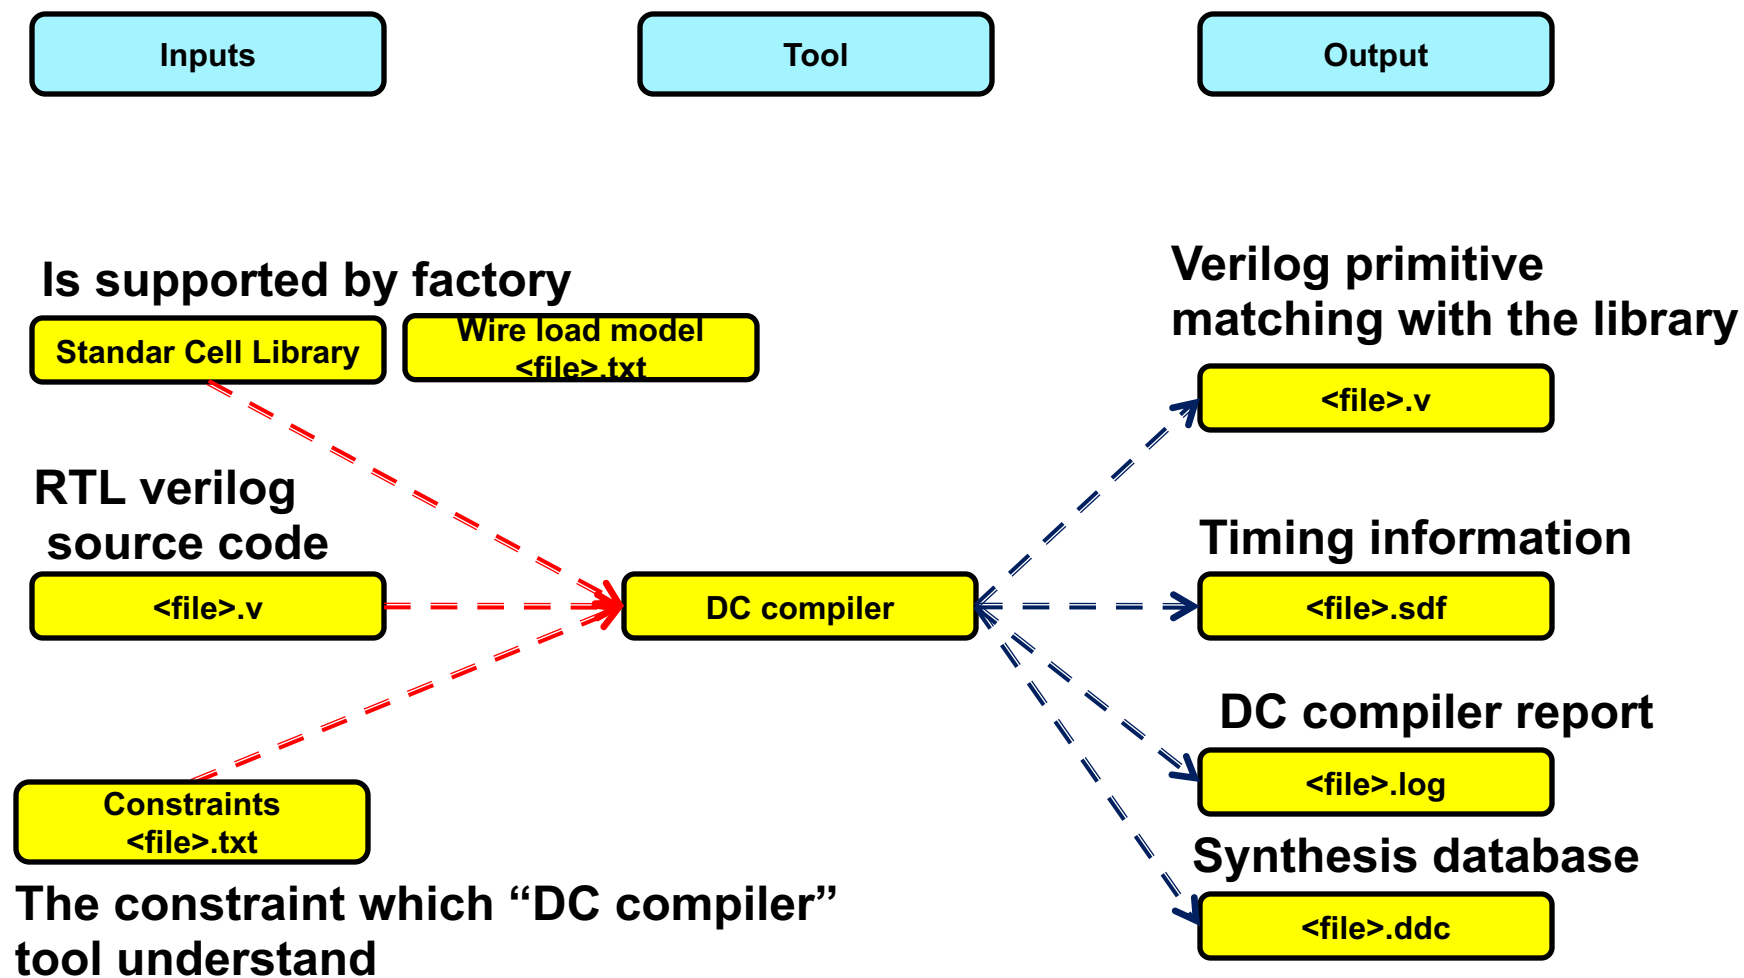 Inputs
Tool
Output
Is supported by factory
Standar Cell Library
Wire load model
<file>.txt
RTL verilog
source code
<file>.v
Constraints
<file>.txt
The constraint which “DC compiler”
tool understand
DC compiler
Verilog primitive
matching with the library
<file>.v
Timing information
<file>.sdf
DC compiler report
<file>.log
Synthesis database
<file>.ddc